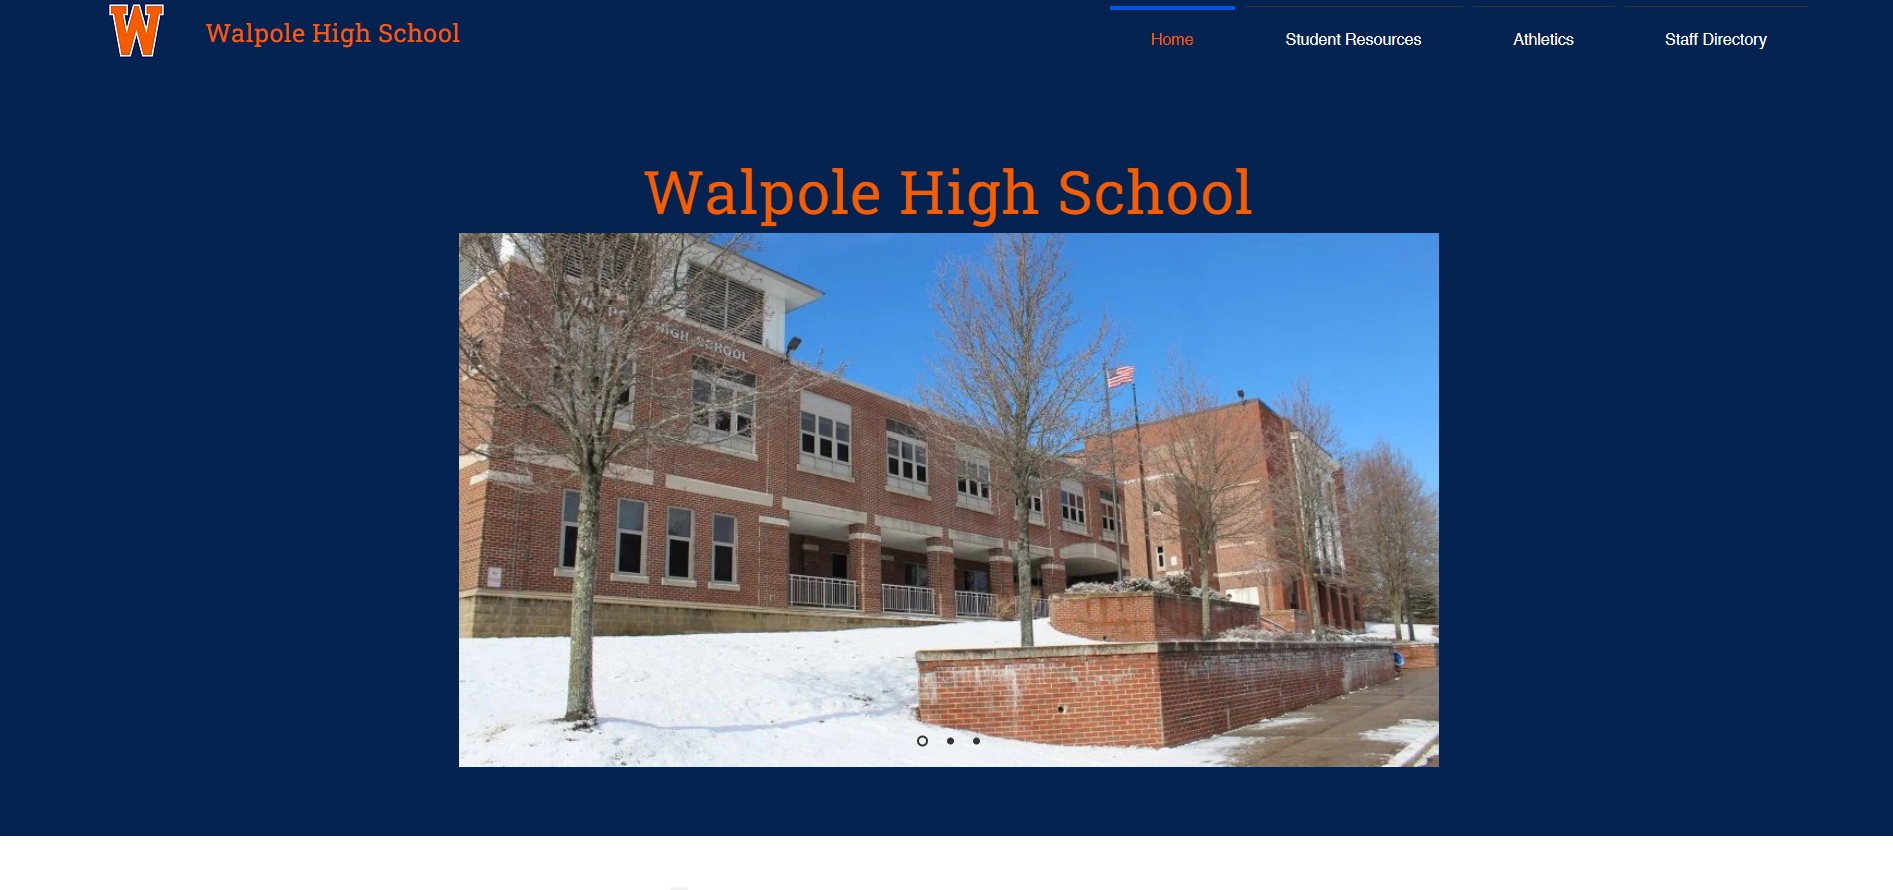 W
Walpole High School
Home
Student Resources
Athletics
Staff Directory
Walpole High School
HIGH SCHOOL